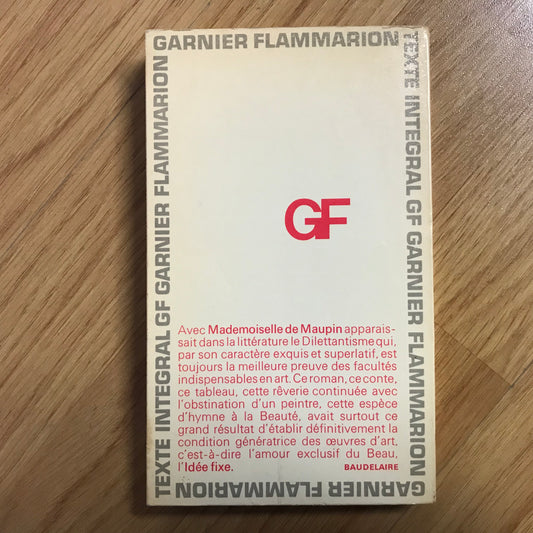 GARNIER FLAMMARION
TEXTE INTEGRAL GF GARNIER FLAMMARION
GARNIER FLAMMARION
TEXTE INTEGRAL GF GARNIER FLAMMARION
GF
Avec Mademoiselle de Maupin apparais-
sait dans la littérature le Dilettantisme qui,
par son caractère exquis et superlatif, est
toujours la meilleure preuve des facultés
indispensables en art. Ce roman, ce conte,
ce tableau, cette rêverie continuée avec
l'obstination d'un peintre, cette espèce
d'hymne à la Beauté, avait surtout ce
grand résultat d'établir définitivement la
condition génératrice des œuvres d'art,
c'est-à-dire l'amour exclusif du Beau,
l'Idée fixe.
BAUDELAIRE